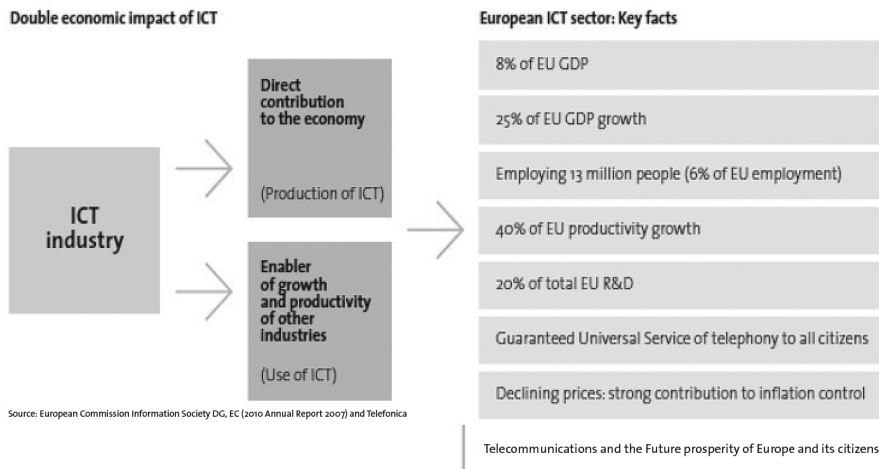 Double economic impact of ICT
ICT
industry
Direct
contribution
to the economy
(Production of ICT)
Enabler
of growth
and productivity
of other
industries
(Use of ICT)
European ICT sector: Key facts
8% of EU GDP
25% of EU GDP growth
Employing 13 million people (6% of EU employment)
40% of EU productivity growth
20% of total EU R&D
Guaranteed Universal Service of telephony to all citizens
Declining prices: strong contribution to inflation control
Source: European Commission Information Society DG, EC (2010 Annual Report 2007) and Telefonica
Telecommunications and the Future prosperity of Europe and its citizens